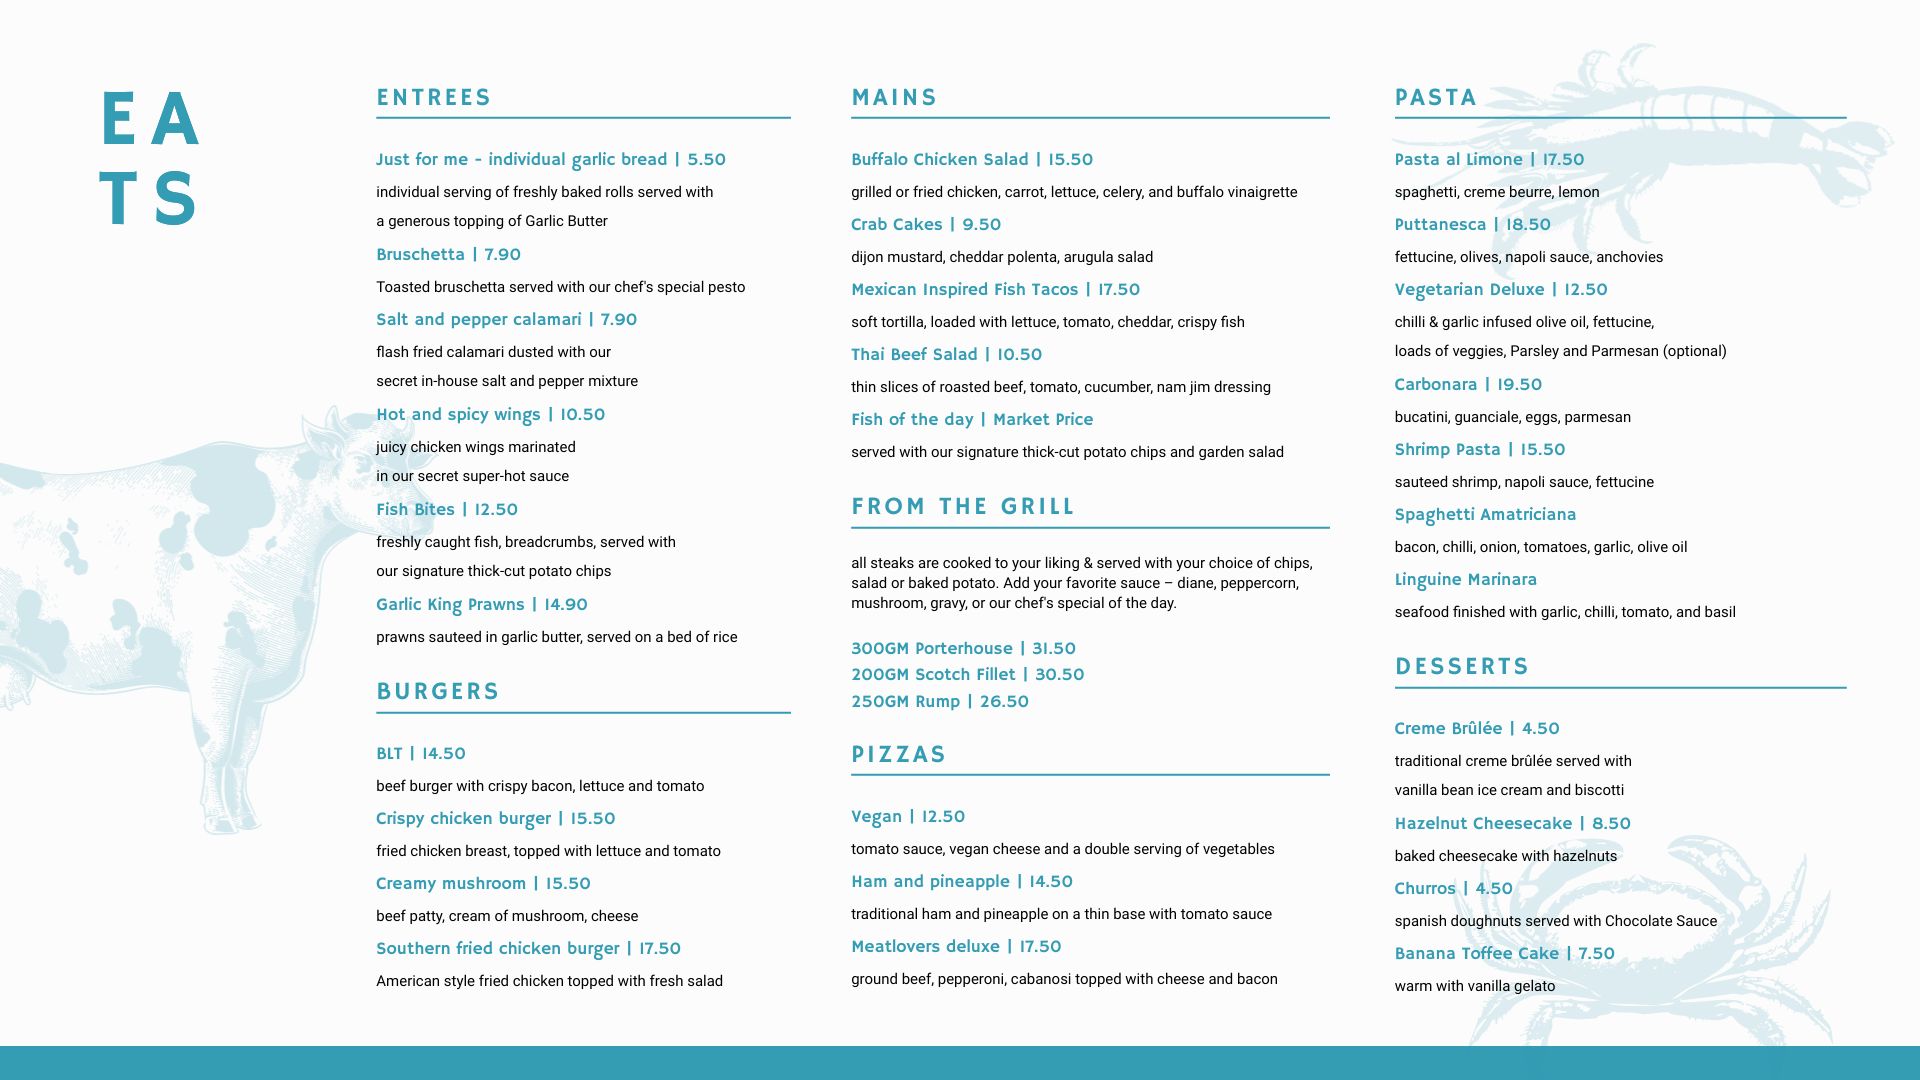 EA
TS
ENTREES
Just for me - individual garlic bread | 5.50
individual serving of freshly baked rolls served with
a generous topping of Garlic Butter
Bruschetta | 7.90
Toasted bruschetta served with our chef's special pesto
Salt and pepper calamari | 7.90
flash fried calamari dusted with our
secret in-house salt and pepper mixture
Hot and spicy wings | 10.50
juicy chicken wings marinated
in our secret super-hot sauce
Fish Bites | 12.50
freshly caught fish, breadcrumbs, served with
our signature thick-cut potato chips
Garlic King Prawns | 14.90
prawns sauteed in garlic butter, served on a bed of rice
BURGERS
BLT | 14.50
beef burger with crispy bacon, lettuce and tomato
Crispy chicken burger | 15.50
fried chicken breast, topped with lettuce and tomato
Creamy mushroom | 15.50
beef patty, cream of mushroom, cheese
Southern fried chicken burger | 17.50
American style fried chicken topped with fresh salad
MAINS
Buffalo Chicken Salad | 15.50
grilled or fried chicken, carrot, lettuce, celery, and buffalo vinaigrette
Crab Cakes | 9.50
dijon mustard, cheddar polenta, arugula salad
Mexican Inspired Fish Tacos | 17.50
soft tortilla, loaded with lettuce, tomato, cheddar, crispy fish
Thai Beef Salad | 10.50
thin slices of roasted beef, tomato, cucumber, nam jim dressing
Fish of the day | Market Price
served with our signature thick-cut potato chips and garden salad
FROM THE GRILL
all steaks are cooked to your liking & served with your choice of chips,
salad or baked potato. Add your favorite sauce – diane, peppercorn,
mushroom, gravy, or our chef's special of the day.
300GM Porterhouse | 31.50
200GM Scotch Fillet | 30.50
250GM Rump | 26.50
PIZZAS
Vegan | 12.50
tomato sauce, vegan cheese and a double serving of vegetables
Ham and pineapple | 14.50
traditional ham and pineapple on a thin base with tomato sauce
Meatlovers deluxe | 17.50
ground beef, pepperoni, cabanosi topped with cheese and bacon
PASTA
Pasta al Limone | 17.50
spaghetti, creme beurre, lemon
Puttanesca | 18.50
fettucine, olives, napoli sauce, anchovies
Vegetarian Deluxe | 12.50
chilli & garlic infused olive oil, fettucine,
loads of veggies, Parsley and Parmesan (optional)
Carbonara | 19.50
bucatini, guanciale, eggs, parmesan
Shrimp Pasta | 15.50
sauteed shrimp, napoli sauce, fettucine
Spaghetti Amatriciana
bacon, chilli, onion, tomatoes, garlic, olive oil
Linguine Marinara
seafood finished with garlic, chilli, tomato, and basil
DESSERTS
Creme Brûlée | 4.50
traditional creme brûlée served with
vanilla bean ice cream and biscotti
Hazelnut Cheesecake | 8.50
baked cheesecake with hazelnuts
Churros | 4.50
spanish doughnuts served with Chocolate Sauce
Banana Toffee Cake | 7.50
warm with vanilla gelato